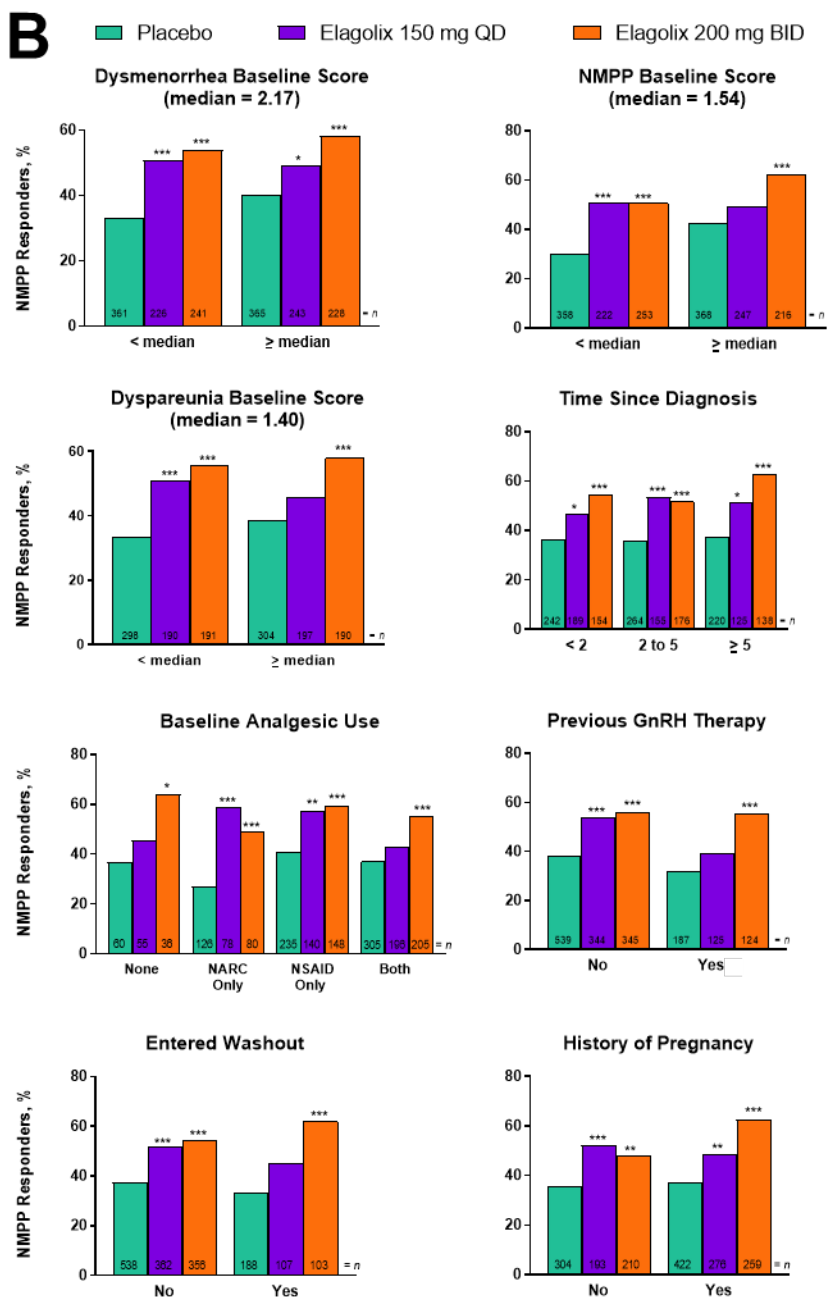 B
Placebo Elagolix 150 mg QD Elagolix 200 mg BID
Dysmenorrhea Baseline Score
(median = 2.17)
NMPP Responders, %
60
40
20
0
*** *** * ***
361 226 241 365 243 228 = n
< median ≥ median
NMPP Baseline Score
(median = 1.54)
80
60
40
20
0
*** *** ***
358 222 253 368 247 216 = n
< median ≥ median
Dyspareunia Baseline Score
(median = 1.40)
NMPP Responders, %
60
40
20
0
*** *** ***
298 190 191 304 197 190 = n
< median ≥ median
Time Since Diagnosis
80
60
40
20
0
* *** *** *** * ***
242 189 154 264 155 176 220 125 138 = n
< 2 2 to 5 ≥ 5
Baseline Analgesic Use
NMPP Responders, %
80
60
40
20
0
* *** *** ** *** ***
60 55 36 126 78 80 235 140 148 305 196 205 = n
None NARC Only NSAID Only Both
Previous GnRH Therapy
80
60
40
20
0
*** *** ***
539 344 345 187 125 124 = n
No Yes
Entered Washout
NMPP Responders, %
80
60
40
20
0
*** *** ***
538 362 356 188 107 103 = n
No Yes
History of Pregnancy
80
60
40
20
0
*** ** ** ***
304 193 210 422 276 259 = n
No Yes